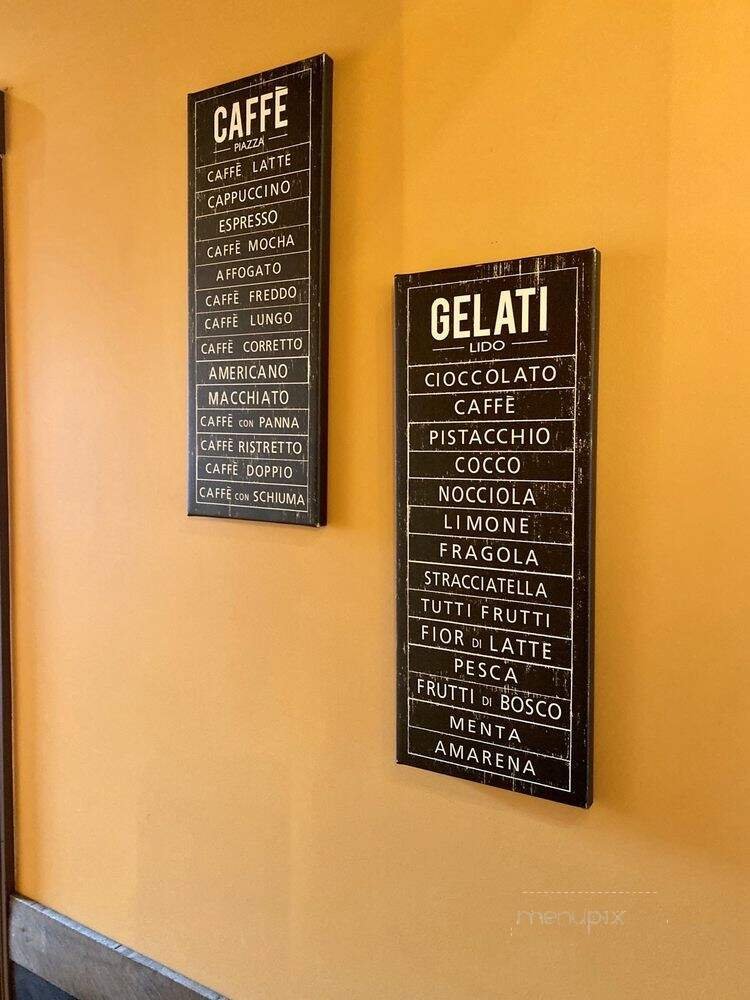 CAFFÈ
PIAZZA
CAFFÈ LATTE
CAPPUCCINO
ESPRESSO
CAFFÈ MOCHA
AFFOGATO
CAFFÈ FREDDO
CAFFÈ LUNGO
CAFFÈ CORRETTO
AMERICANO
MACCHIATO
CAFFÈ CON PANNA
CAFFÈ RISTRETTO
CAFFÈ DOPPIO
CAFFÈ CON SCHIUMA
GELATI
LIDO
CIOCCOLATO
CAFFÈ
PISTACCHIO
COCCO
NOCCIOLA
LIMONE
FRAGOLA
STRACCIATELLA
TUTTI FRUTTI
FIOR DI LATTE
PESCA
FRUTTI DI BOSCO
MENTA
AMARENA
menupix